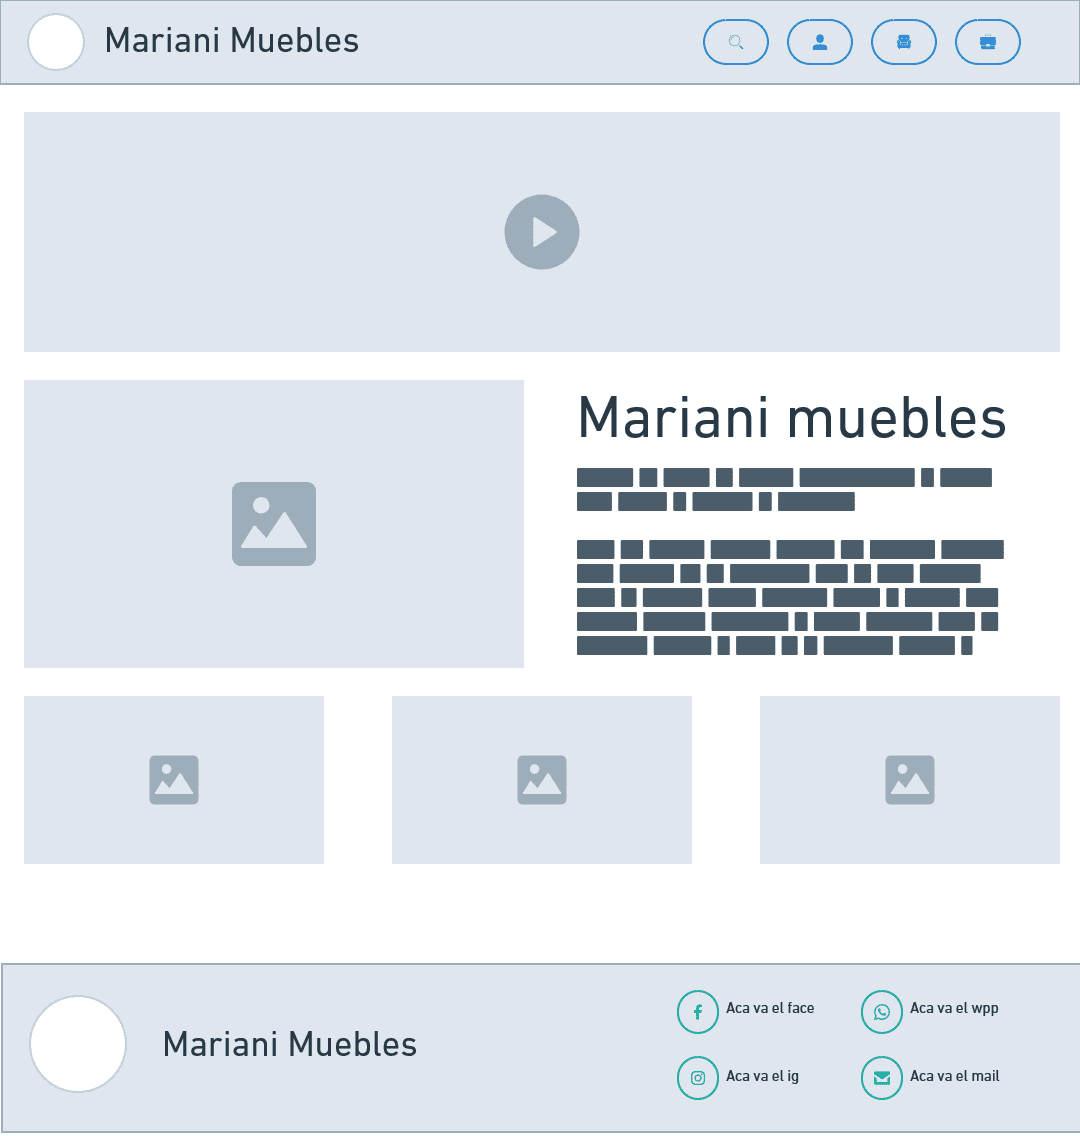 Mariani Muebles
Mariani muebles
Mariani Muebles
Aca va el face
Aca va el wpp
Aca va el ig
Aca va el mail